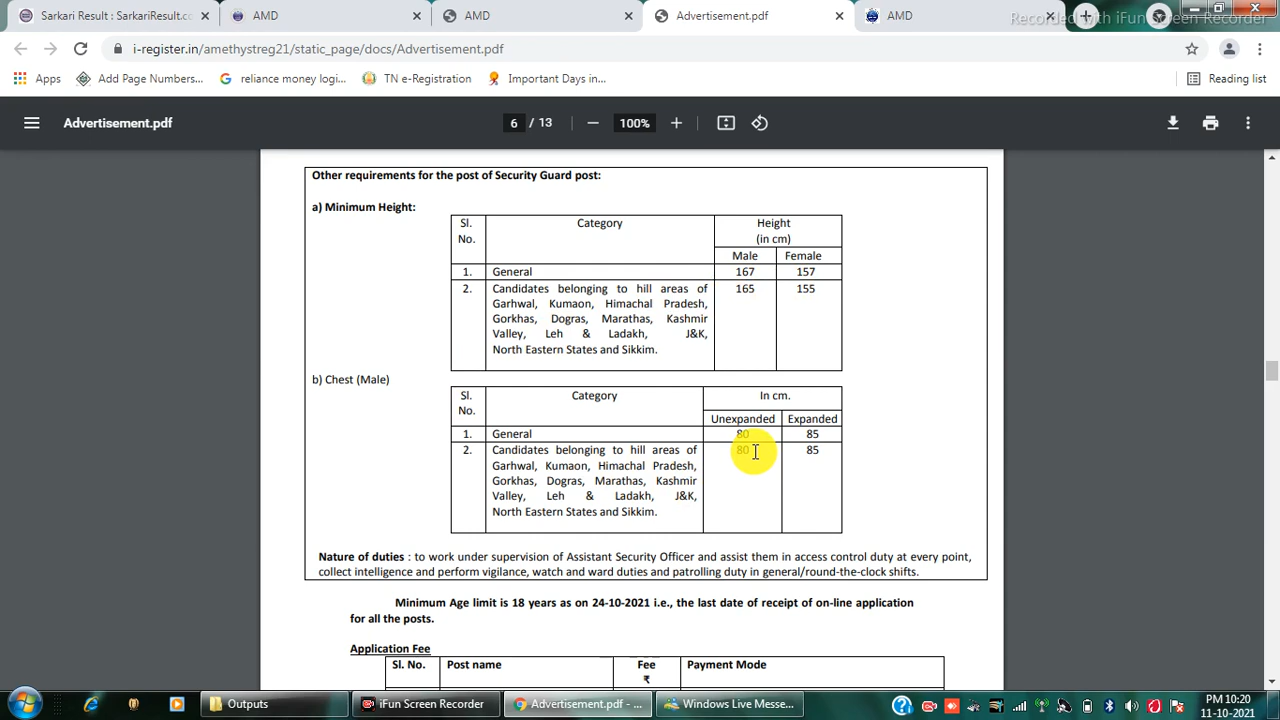 Sarkari Result : SarkariResult.co
AMD
AMD
Advertisement.pdf
AMD
Recorded with iFun Screen Recorder
i-register.in/amethystreg21/static_page/docs/Advertisement.pdf
Apps
Add Page Numbers...
reliance money logi...
TN e-Registration
Important Days in...
Reading list
Advertisement.pdf
6 / 13
100%
Other requirements for the post of Security Guard post:
a) Minimum Height:
Sl. No. Category Height (in cm)
Male Female
1. General 167 157
2. Candidates belonging to hill areas of 165 155
Garhwal, Kumaon, Himachal Pradesh,
Gorkhas, Dogras, Marathas, Kashmir
Valley, Leh & Ladakh, J&K,
North Eastern States and Sikkim.
b) Chest (Male)
Sl. No. Category In cm.
Unexpanded Expanded
1. General 80 85
2. Candidates belonging to hill areas of 80 85
Garhwal, Kumaon, Himachal Pradesh,
Gorkhas, Dogras, Marathas, Kashmir
Valley, Leh & Ladakh, J&K,
North Eastern States and Sikkim.
Nature of duties : to work under supervision of Assistant Security Officer and assist them in access control duty at every point,
collect intelligence and perform vigilance, watch and ward duties and patrolling duty in general/round-the-clock shifts.
Minimum Age limit is 18 years as on 24-10-2021 i.e., the last date of receipt of on-line application
for all the posts.
Application Fee
Sl. No. Post name Fee Payment Mode
₹
Outputs
iFun Screen Recorder
Advertisement.pdf - ...
Windows Live Messe...
PM 10:20
11-10-2021